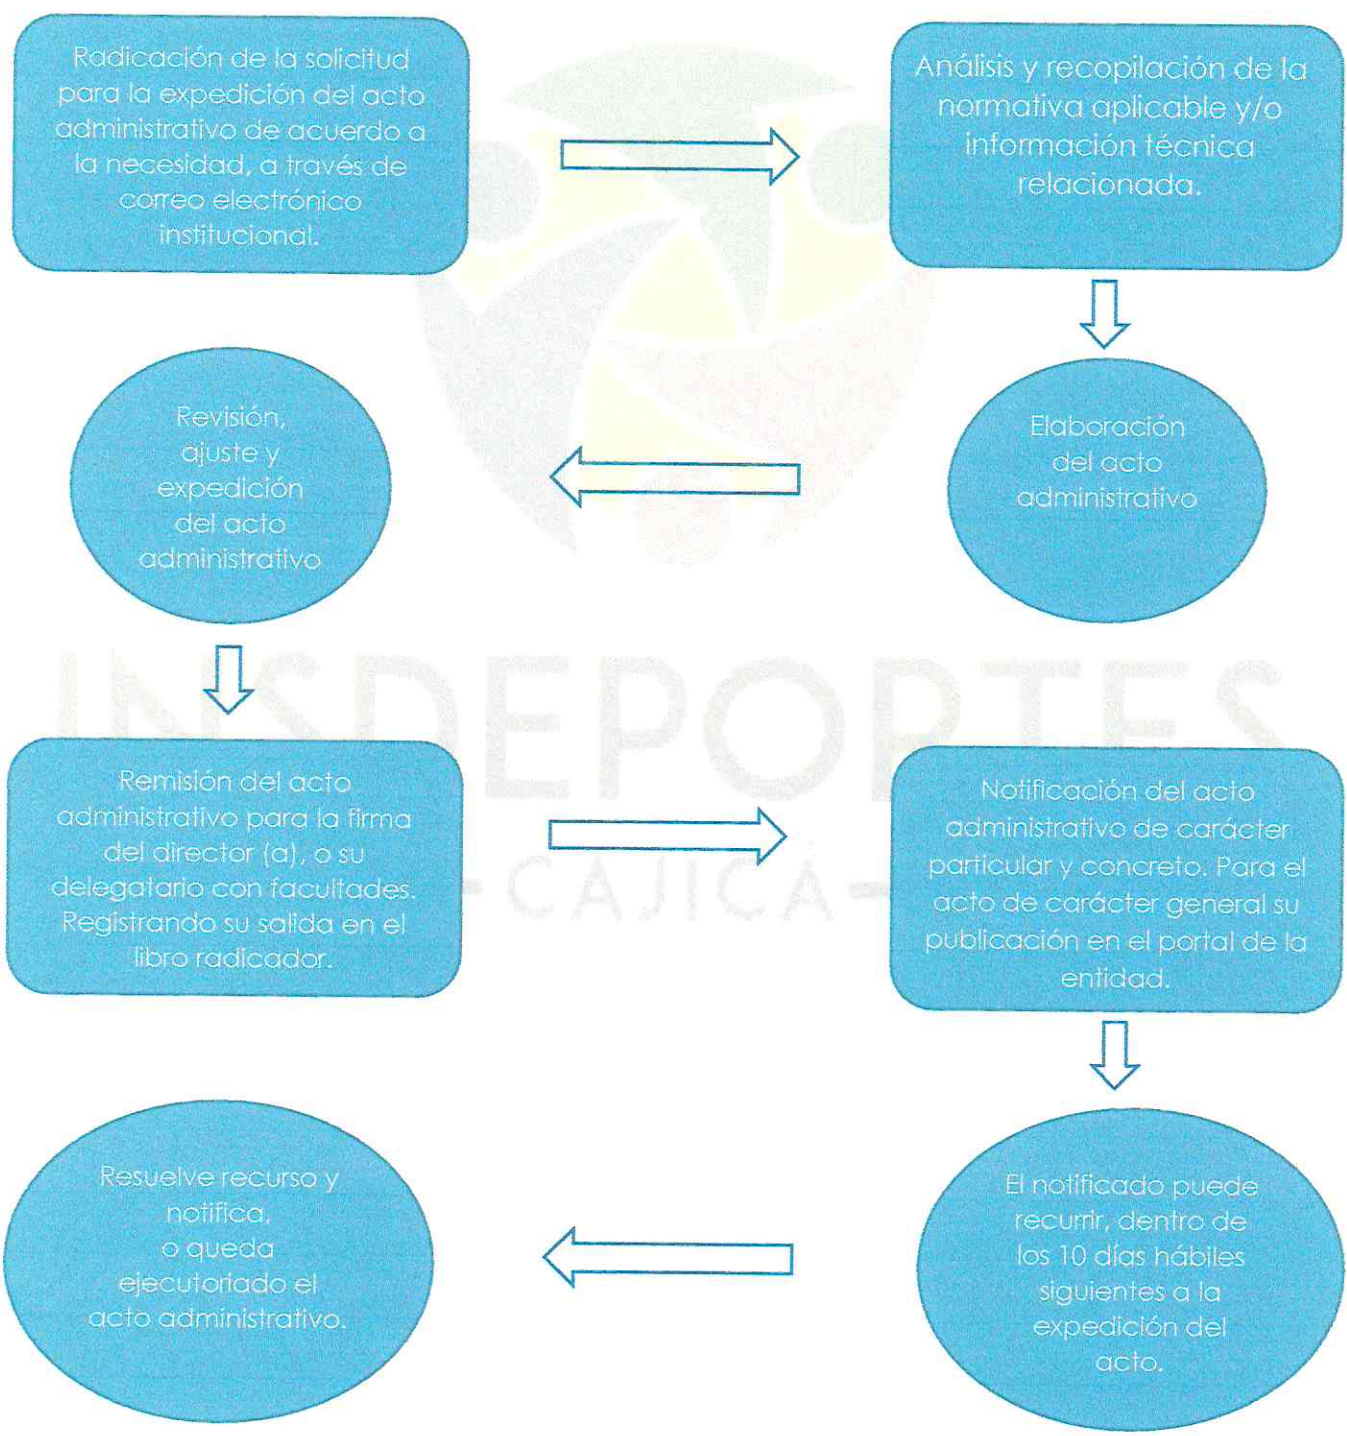 Radicación de la solicitud
para la expedición del acto
administrativo de acuerdo a
la necesidad, a través de
correo electrónico
institucional.
Análisis y recopilación de la
normativa aplicable y/o
información técnica
relacionada.
Elaboración
del acto
administrativo
Revisión,
ajuste y
expedición
del acto
administrativo
Remisión del acto
administrativo para la firma
del director (a), o su
delegatario con facultades.
Registrando su salida en el
libro radicador.
Notificación del acto
administrativo de carácter
particular y concreto. Para el
acto de carácter general su
publicación en el portal de la
entidad.
El notificado puede
recurrir, dentro de
los 10 días hábiles
siguientes a la
expedición del
acto.
Resuelve recurso y
notifica,
o queda
ejecutoriado el
acto administrativo.
INSDEPORTES
- CAJICÁ -